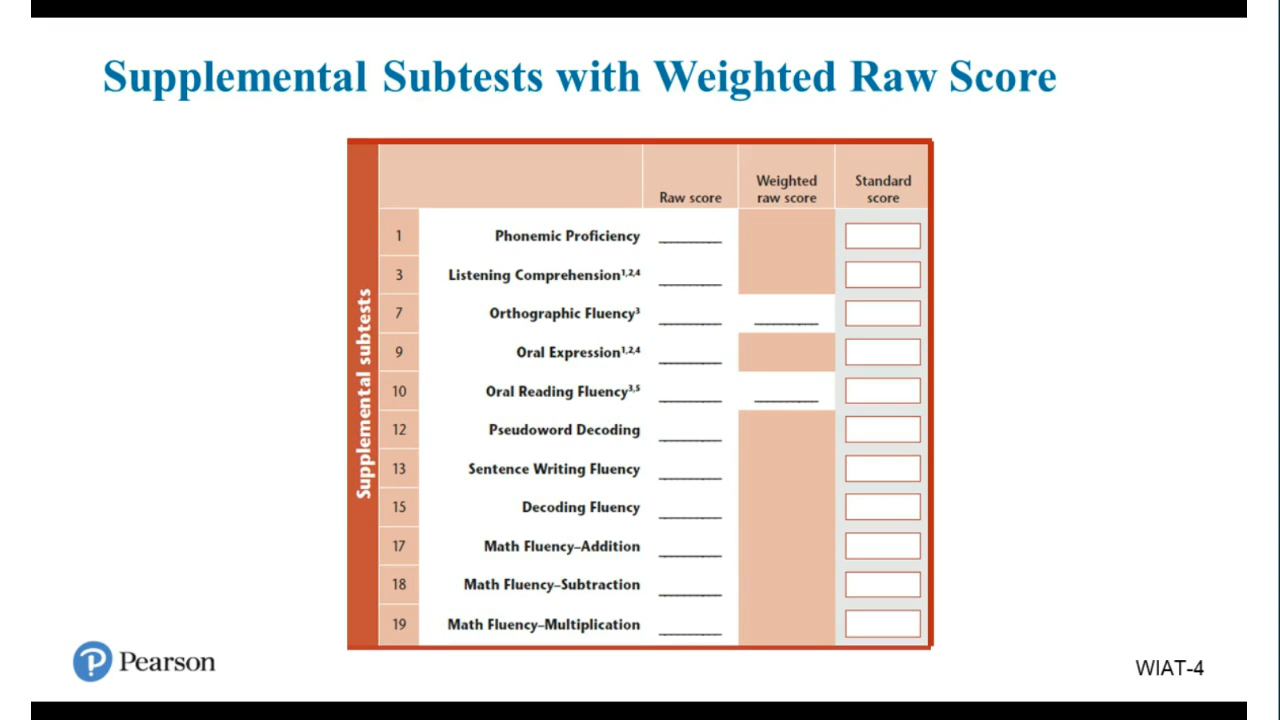 Supplemental Subtests with Weighted Raw Score
Supplemental subtests
Raw score
Weighted raw score
Standard score
1 Phonemic Proficiency
3 Listening Comprehension¹,²,⁴
7 Orthographic Fluency³
9 Oral Expression¹,²,⁴
10 Oral Reading Fluency³,⁵
12 Pseudoword Decoding
13 Sentence Writing Fluency
15 Decoding Fluency
17 Math Fluency–Addition
18 Math Fluency–Subtraction
19 Math Fluency–Multiplication
P Pearson
WIAT-4